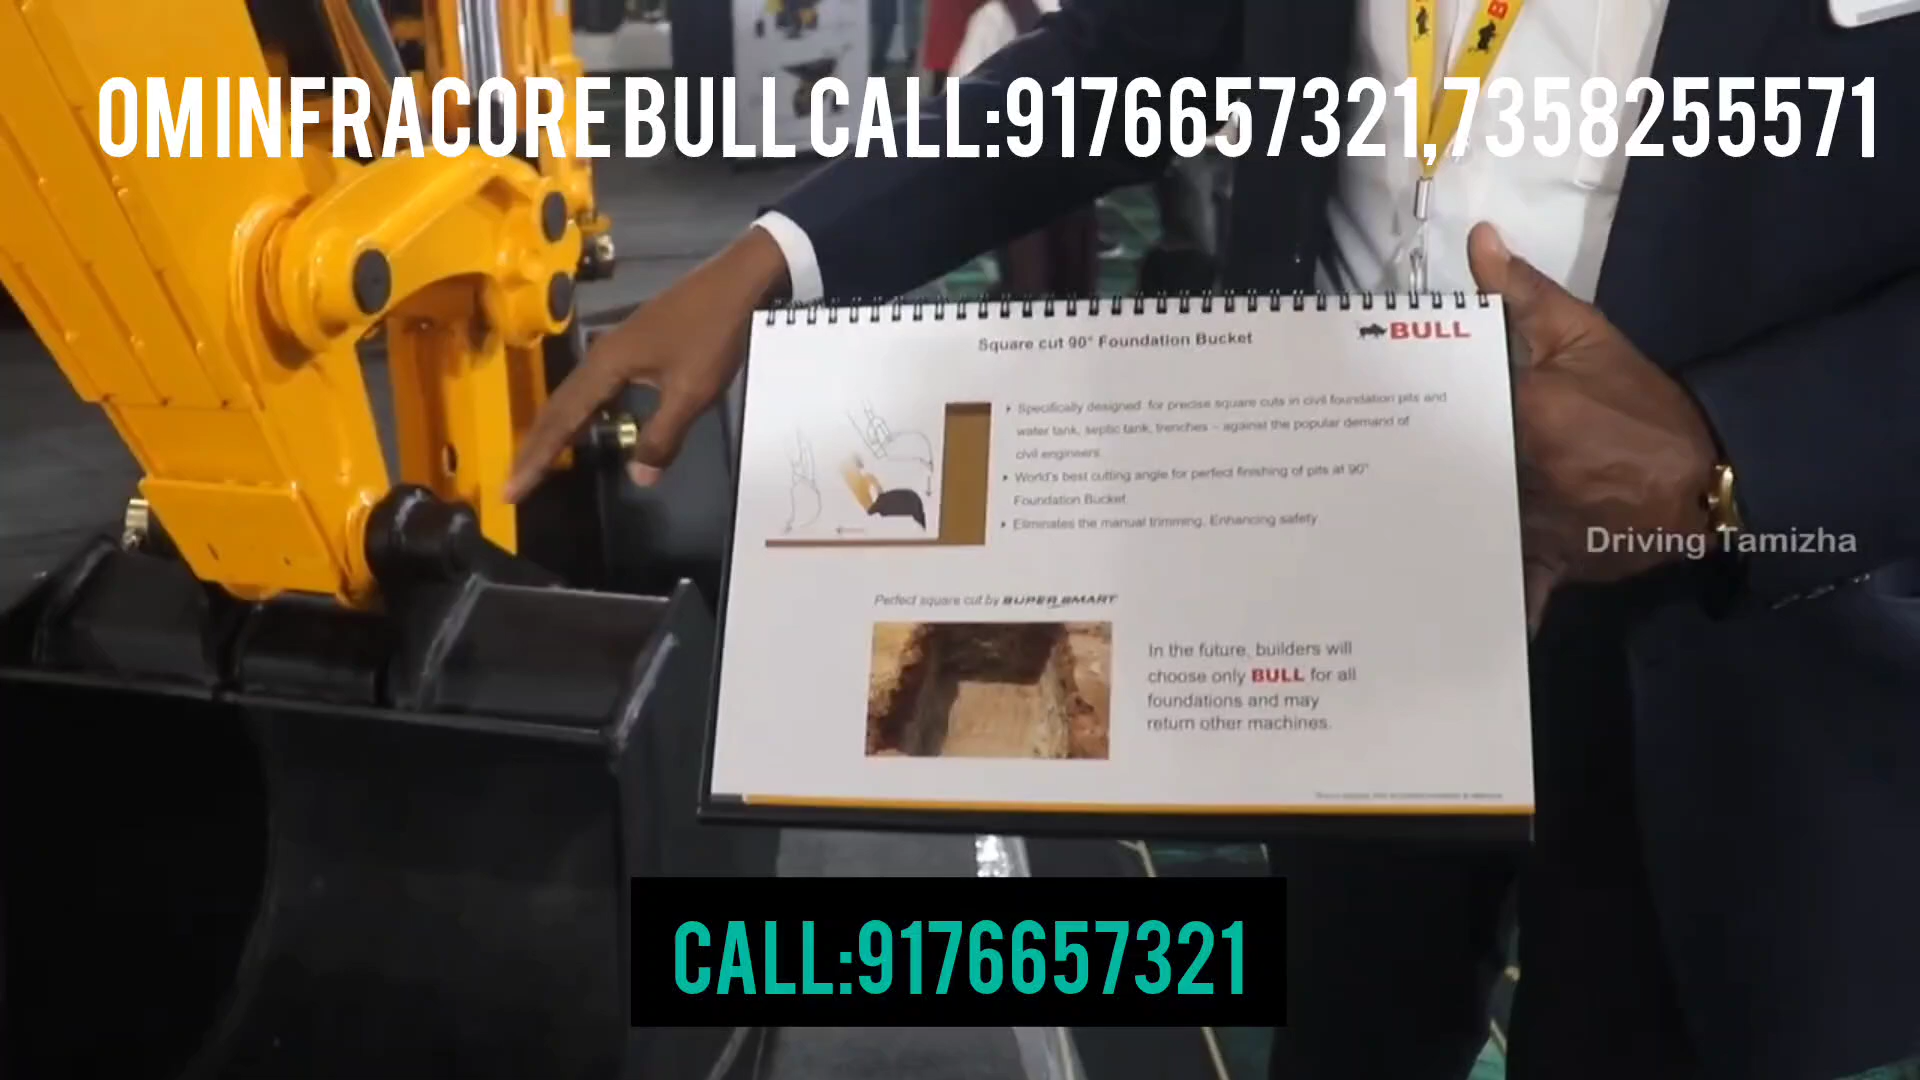 OM INFRACORE BULL CALL:9176657321,7358255571
Square cut 90° Foundation Bucket
BULL
Specifically designed for precise square cuts in civil foundation pits and
water tank, septic tank, trenches – against the popular demand of
civil engineers.
World's best cutting angle for perfect finishing of pits at 90°
Foundation Bucket.
Eliminates the manual trimming, Enhancing safety
Driving Tamizha
Perfect square cut by SUPER SMART
In the future, builders will
choose only BULL for all
foundations and may
return other machines.
CALL:9176657321